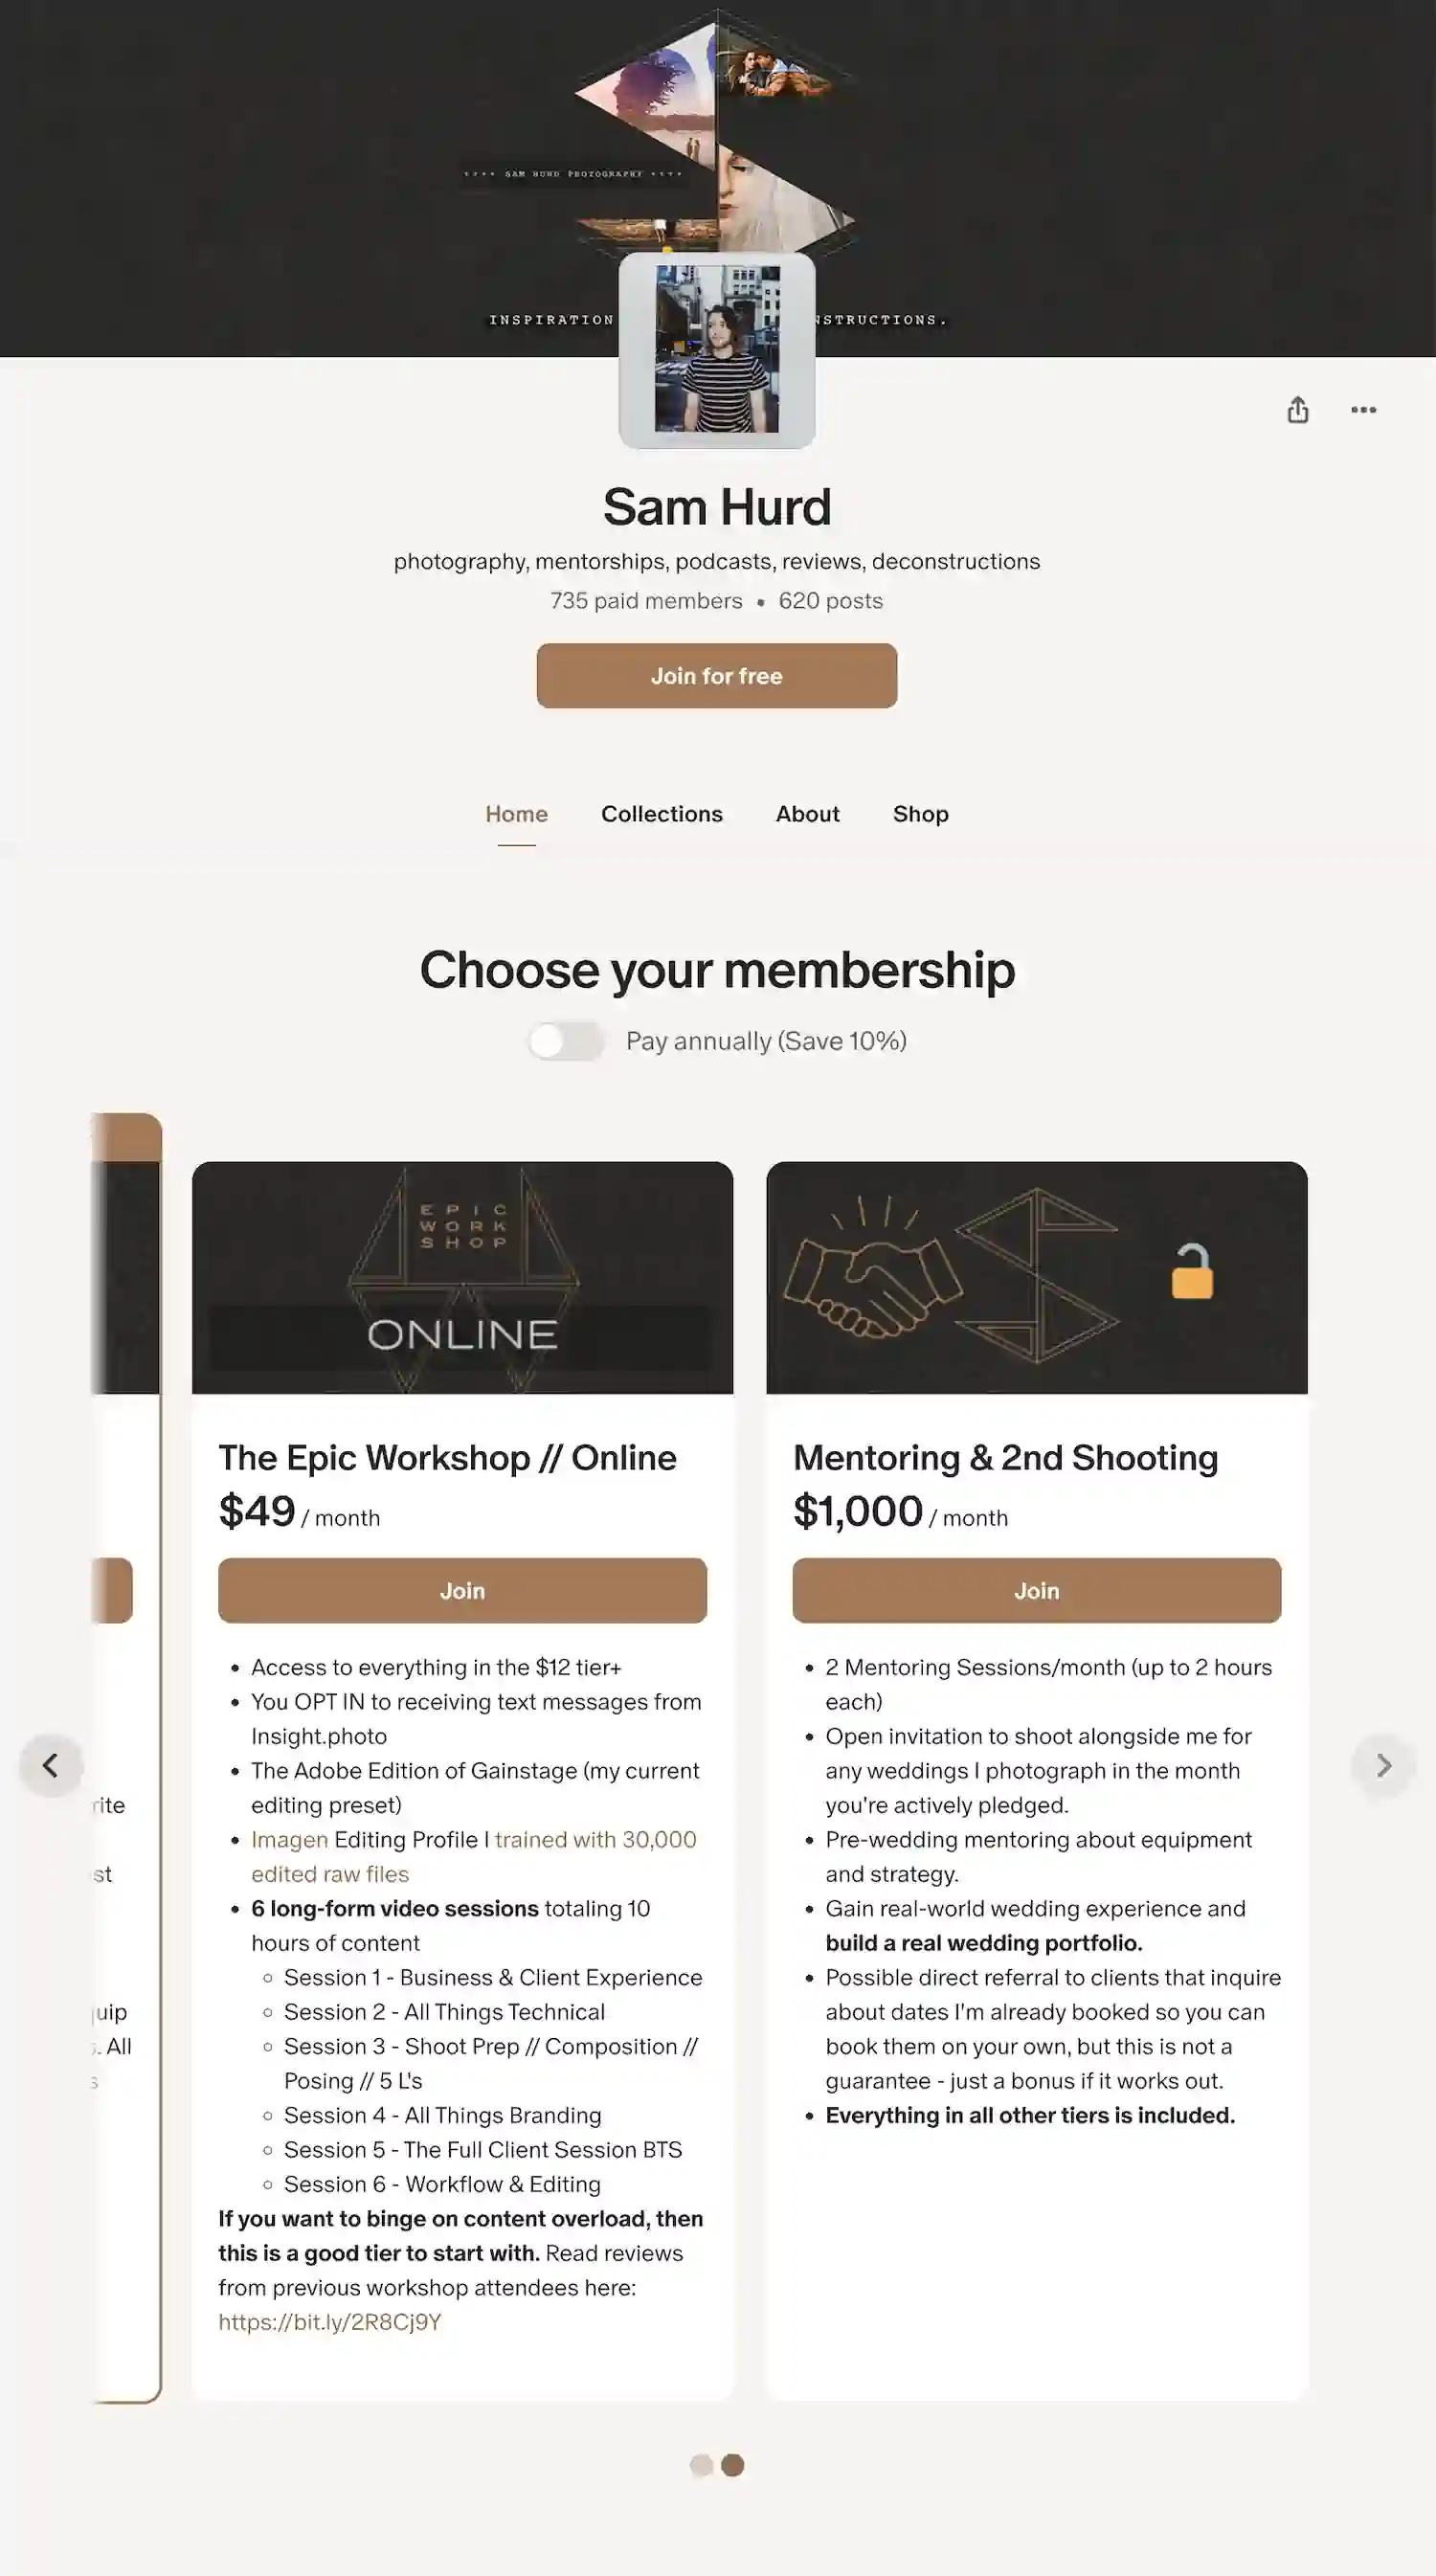 SAM HURD PHOTOGRAPHY
INSPIRATION
NSTRUCTIONS.
Sam Hurd
photography, mentorships, podcasts, reviews, deconstructions
735 paid members • 620 posts
Join for free
Home
Collections
About
Shop
Choose your membership
Pay annually (Save 10%)
rite
st
uip
. All
s
EPIC
WORK
SHOP
ONLINE
The Epic Workshop // Online
$49 / month
Join
• Access to everything in the $12 tier+
• You OPT IN to receiving text messages from
Insight.photo
• The Adobe Edition of Gainstage (my current
editing preset)
• Imagen Editing Profile I trained with 30,000
edited raw files
• 6 long-form video sessions totaling 10
hours of content
◦ Session 1 - Business & Client Experience
◦ Session 2 - All Things Technical
◦ Session 3 - Shoot Prep // Composition //
Posing // 5 L's
◦ Session 4 - All Things Branding
◦ Session 5 - The Full Client Session BTS
◦ Session 6 - Workflow & Editing
If you want to binge on content overload, then
this is a good tier to start with. Read reviews
from previous workshop attendees here:
https://bit.ly/2R8Cj9Y
Mentoring & 2nd Shooting
$1,000 / month
Join
• 2 Mentoring Sessions/month (up to 2 hours
each)
• Open invitation to shoot alongside me for
any weddings I photograph in the month
you're actively pledged.
• Pre-wedding mentoring about equipment
and strategy.
• Gain real-world wedding experience and
build a real wedding portfolio.
• Possible direct referral to clients that inquire
about dates I'm already booked so you can
book them on your own, but this is not a
guarantee - just a bonus if it works out.
• Everything in all other tiers is included.